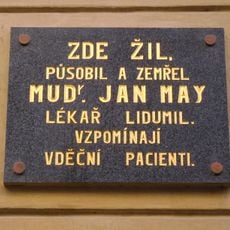 ZDE ŽIL,
PŮSOBIL A ZEMŘEL
MUDr. JAN MAY
LÉKAŘ LIDUMIL.
VZPOMÍNAJÍ
VDĚČNÍ PACIENTI.